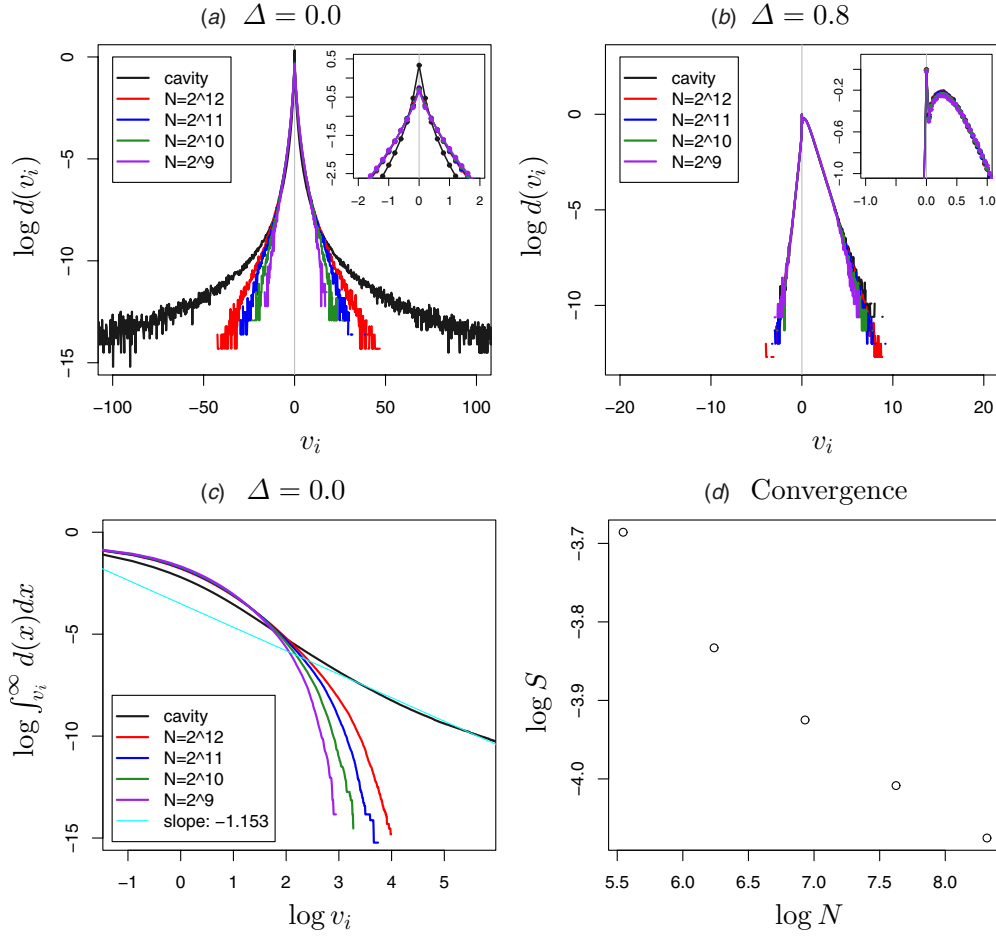 (a) Δ = 0.0
log d(v_i)
0
−5
−10
−15
cavity
N=2^12
N=2^11
N=2^10
N=2^9
0.5
−0.5
−1.5
−2.5
−2 −1 0 1 2
−100 −50 0 50 100
v_i
(b) Δ = 0.8
log d(v_i)
0
−5
−10
cavity
N=2^12
N=2^11
N=2^10
N=2^9
−0.2
−0.6
−1.0
−1.0 0.0 0.5 1.0
−20 −10 0 10 20
v_i
(c) Δ = 0.0
log ∫_{v_i}^∞ d(x)dx
0
−5
−10
−15
cavity
N=2^12
N=2^11
N=2^10
N=2^9
slope: −1.153
−1 0 1 2 3 4 5
log v_i
(d) Convergence
log S
−3.7
−3.8
−3.9
−4.0
5.5 6.0 6.5 7.0 7.5 8.0
log N